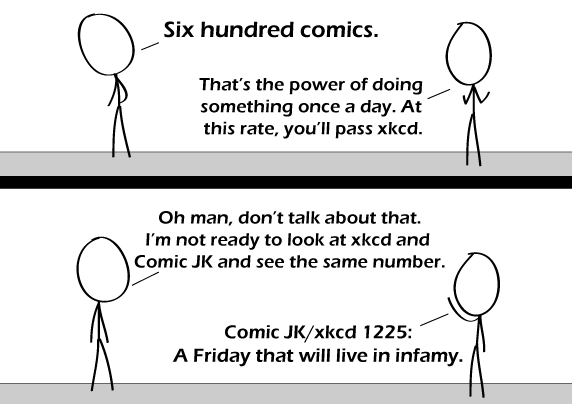 Six hundred comics.
That's the power of doing
something once a day. At
this rate, you'll pass xkcd.
Oh man, don't talk about that.
I'm not ready to look at xkcd and
Comic JK and see the same number.
Comic JK/xkcd 1225:
A Friday that will live in infamy.